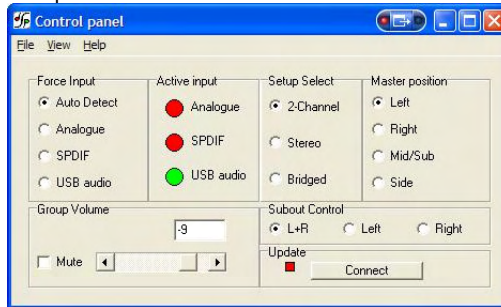 Control panel
File View Help
Force Input
Auto Detect
Analogue
SPDIF
USB audio
Active input
Analogue
SPDIF
USB audio
Setup Select
2-Channel
Stereo
Bridged
Master position
Left
Right
Mid/Sub
Side
Group Volume
-9
Mute
Subout Control
L+R Left Right
Update
Connect